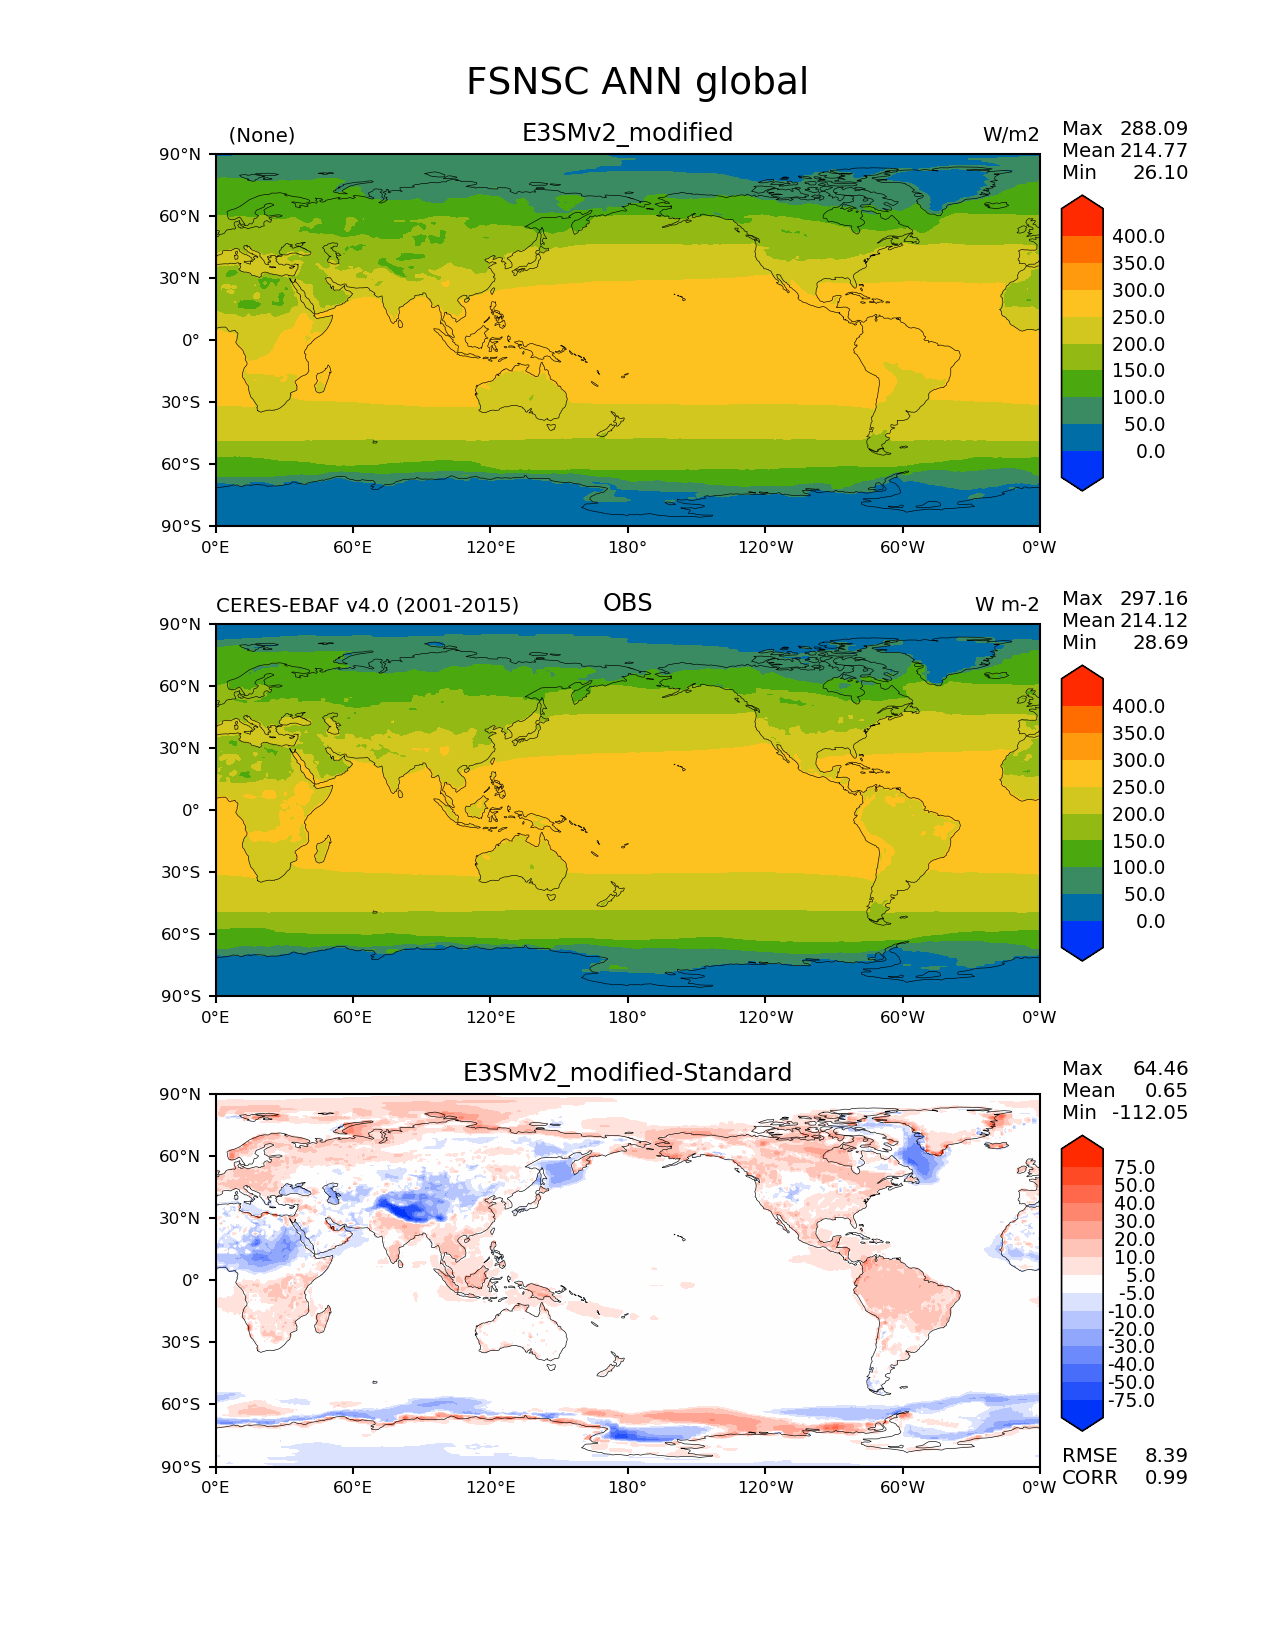 FSNSC ANN global
(None) E3SMv2_modified W/m2
Max 288.09
Mean 214.77
Min 26.10
90°N
60°N
30°N
0°
30°S
60°S
90°S
0°E 60°E 120°E 180° 120°W 60°W 0°W
400.0
350.0
300.0
250.0
200.0
150.0
100.0
50.0
0.0
CERES-EBAF v4.0 (2001-2015) OBS W m-2
Max 297.16
Mean 214.12
Min 28.69
90°N
60°N
30°N
0°
30°S
60°S
90°S
0°E 60°E 120°E 180° 120°W 60°W 0°W
400.0
350.0
300.0
250.0
200.0
150.0
100.0
50.0
0.0
E3SMv2_modified-Standard
Max 64.46
Mean 0.65
Min -112.05
90°N
60°N
30°N
0°
30°S
60°S
90°S
0°E 60°E 120°E 180° 120°W 60°W 0°W
75.0
50.0
40.0
30.0
20.0
10.0
5.0
-5.0
-10.0
-20.0
-30.0
-40.0
-50.0
-75.0
RMSE 8.39
CORR 0.99